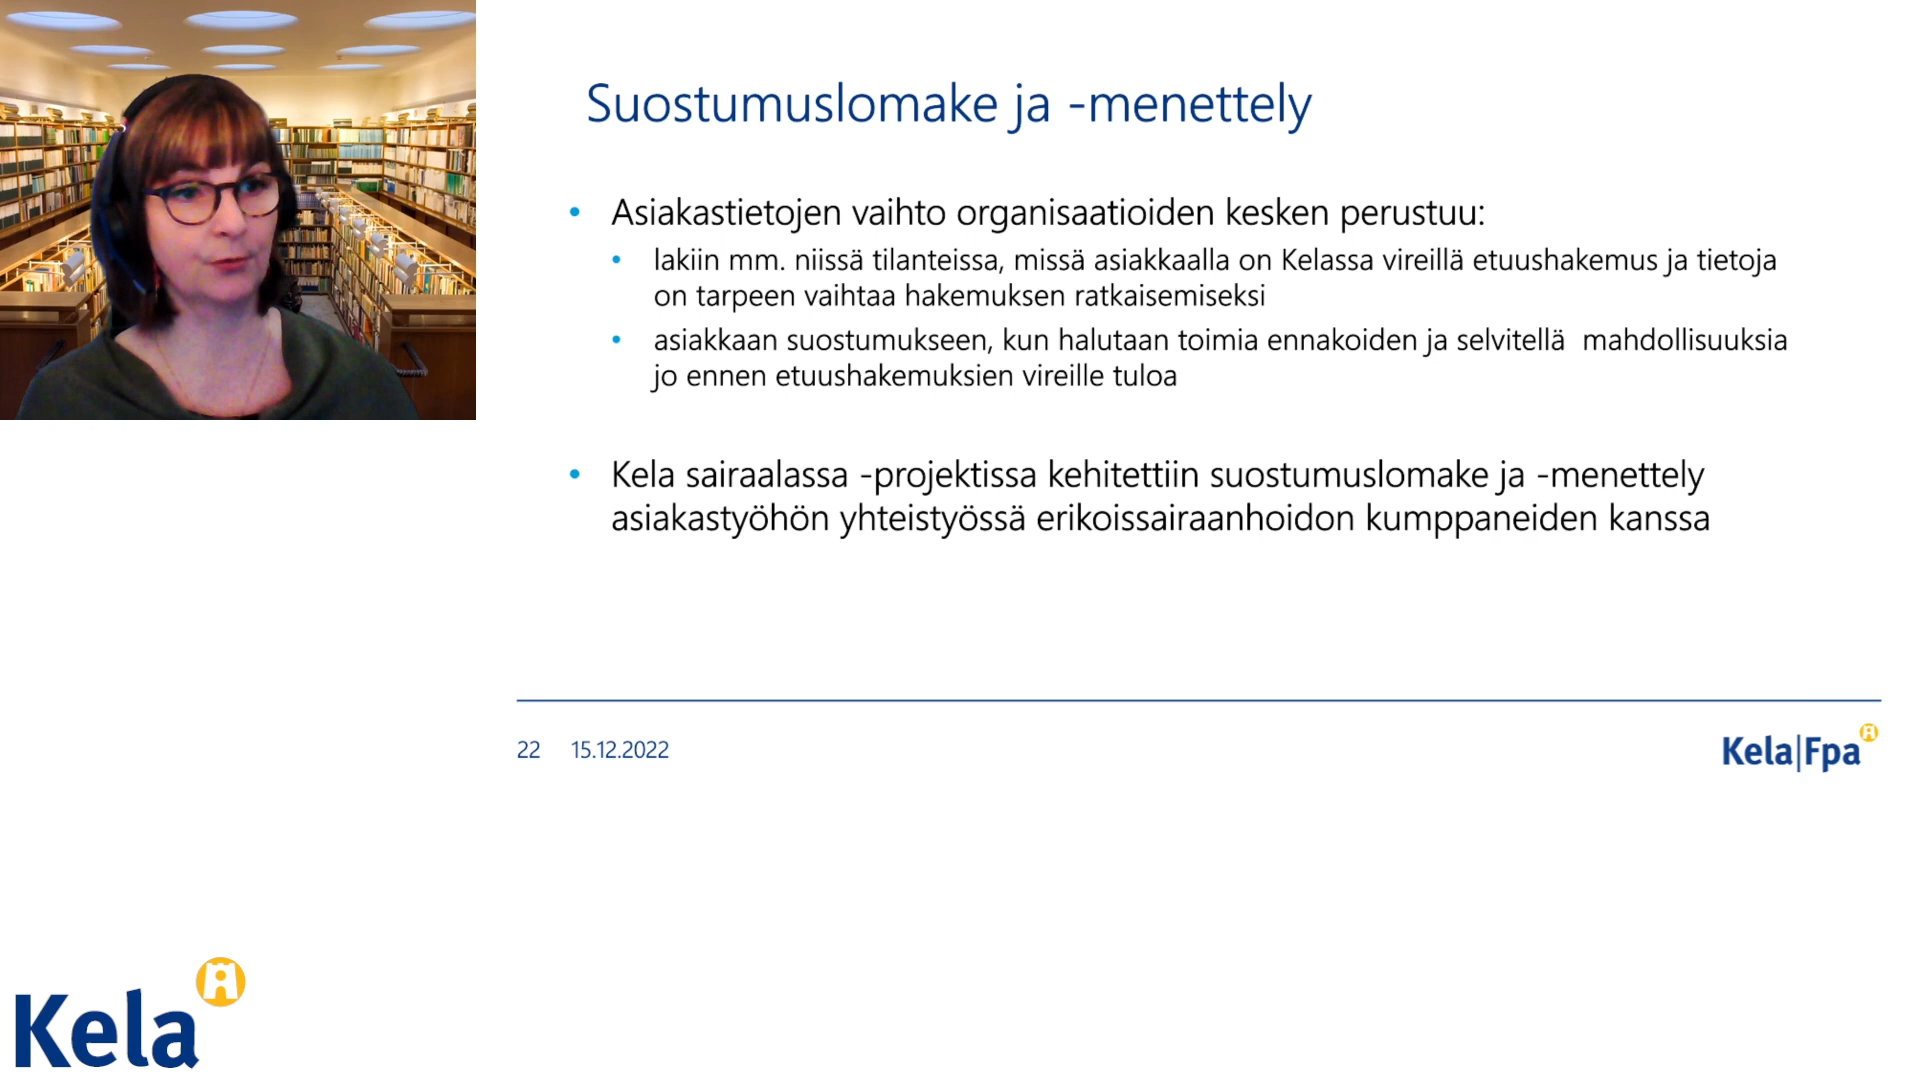 Suostumuslomake ja -menettely
• Asiakastietojen vaihto organisaatioiden kesken perustuu:
• lakiin mm. niissä tilanteissa, missä asiakkaalla on Kelassa vireillä etuushakemus ja tietoja
on tarpeen vaihtaa hakemuksen ratkaisemiseksi
• asiakkaan suostumukseen, kun halutaan toimia ennakoiden ja selvitellä  mahdollisuuksia
jo ennen etuushakemuksien vireille tuloa
• Kela sairaalassa -projektissa kehitettiin suostumuslomake ja -menettely
asiakastyöhön yhteistyössä erikoissairaanhoidon kumppaneiden kanssa
22 15.12.2022
Kela|Fpa
Kela